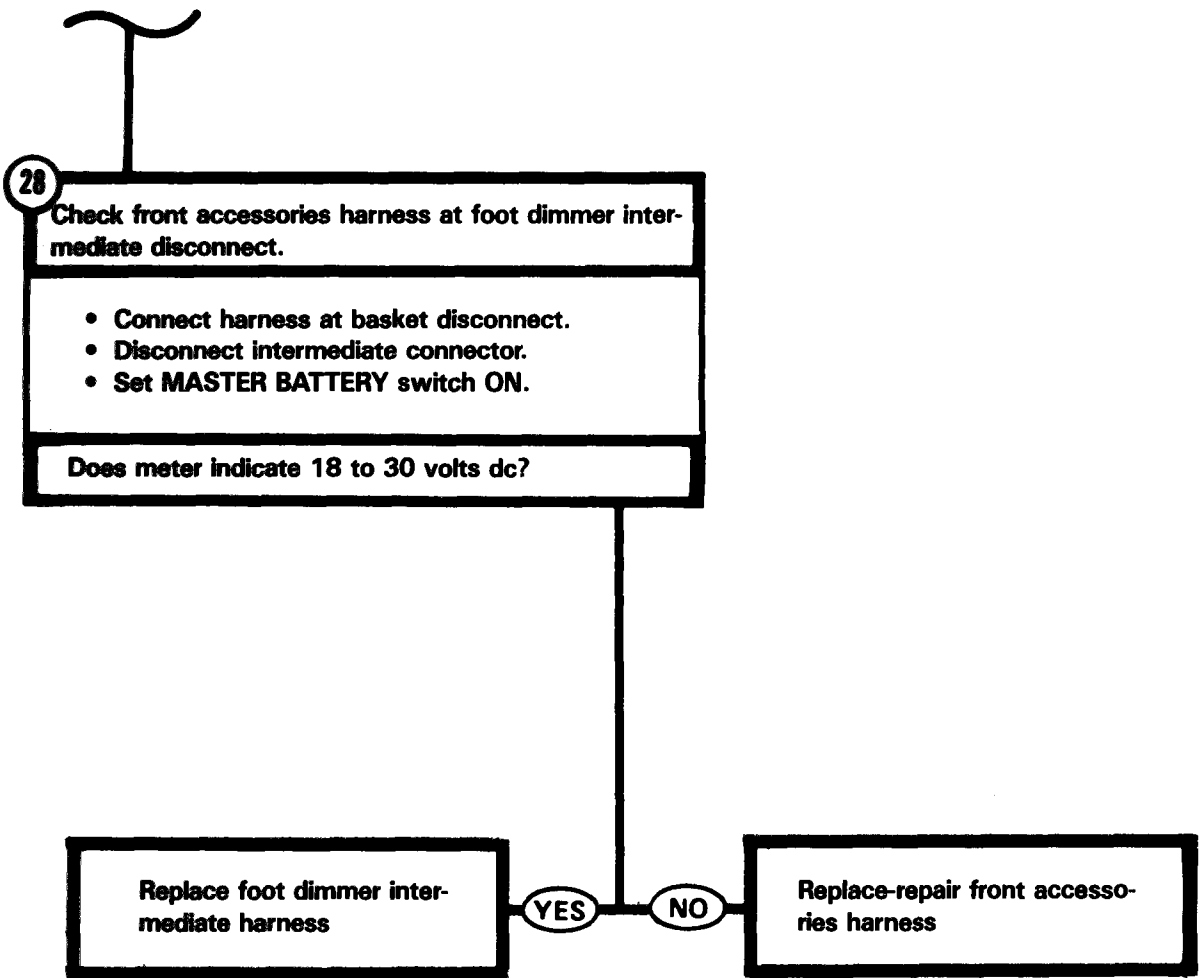 28
Check front accessories harness at foot dimmer inter-
mediate disconnect.
• Connect harness at basket disconnect.
• Disconnect intermediate connector.
• Set MASTER BATTERY switch ON.
Does meter indicate 18 to 30 volts dc?
Replace foot dimmer inter-
mediate harness
YES
NO
Replace-repair front accesso-
ries harness